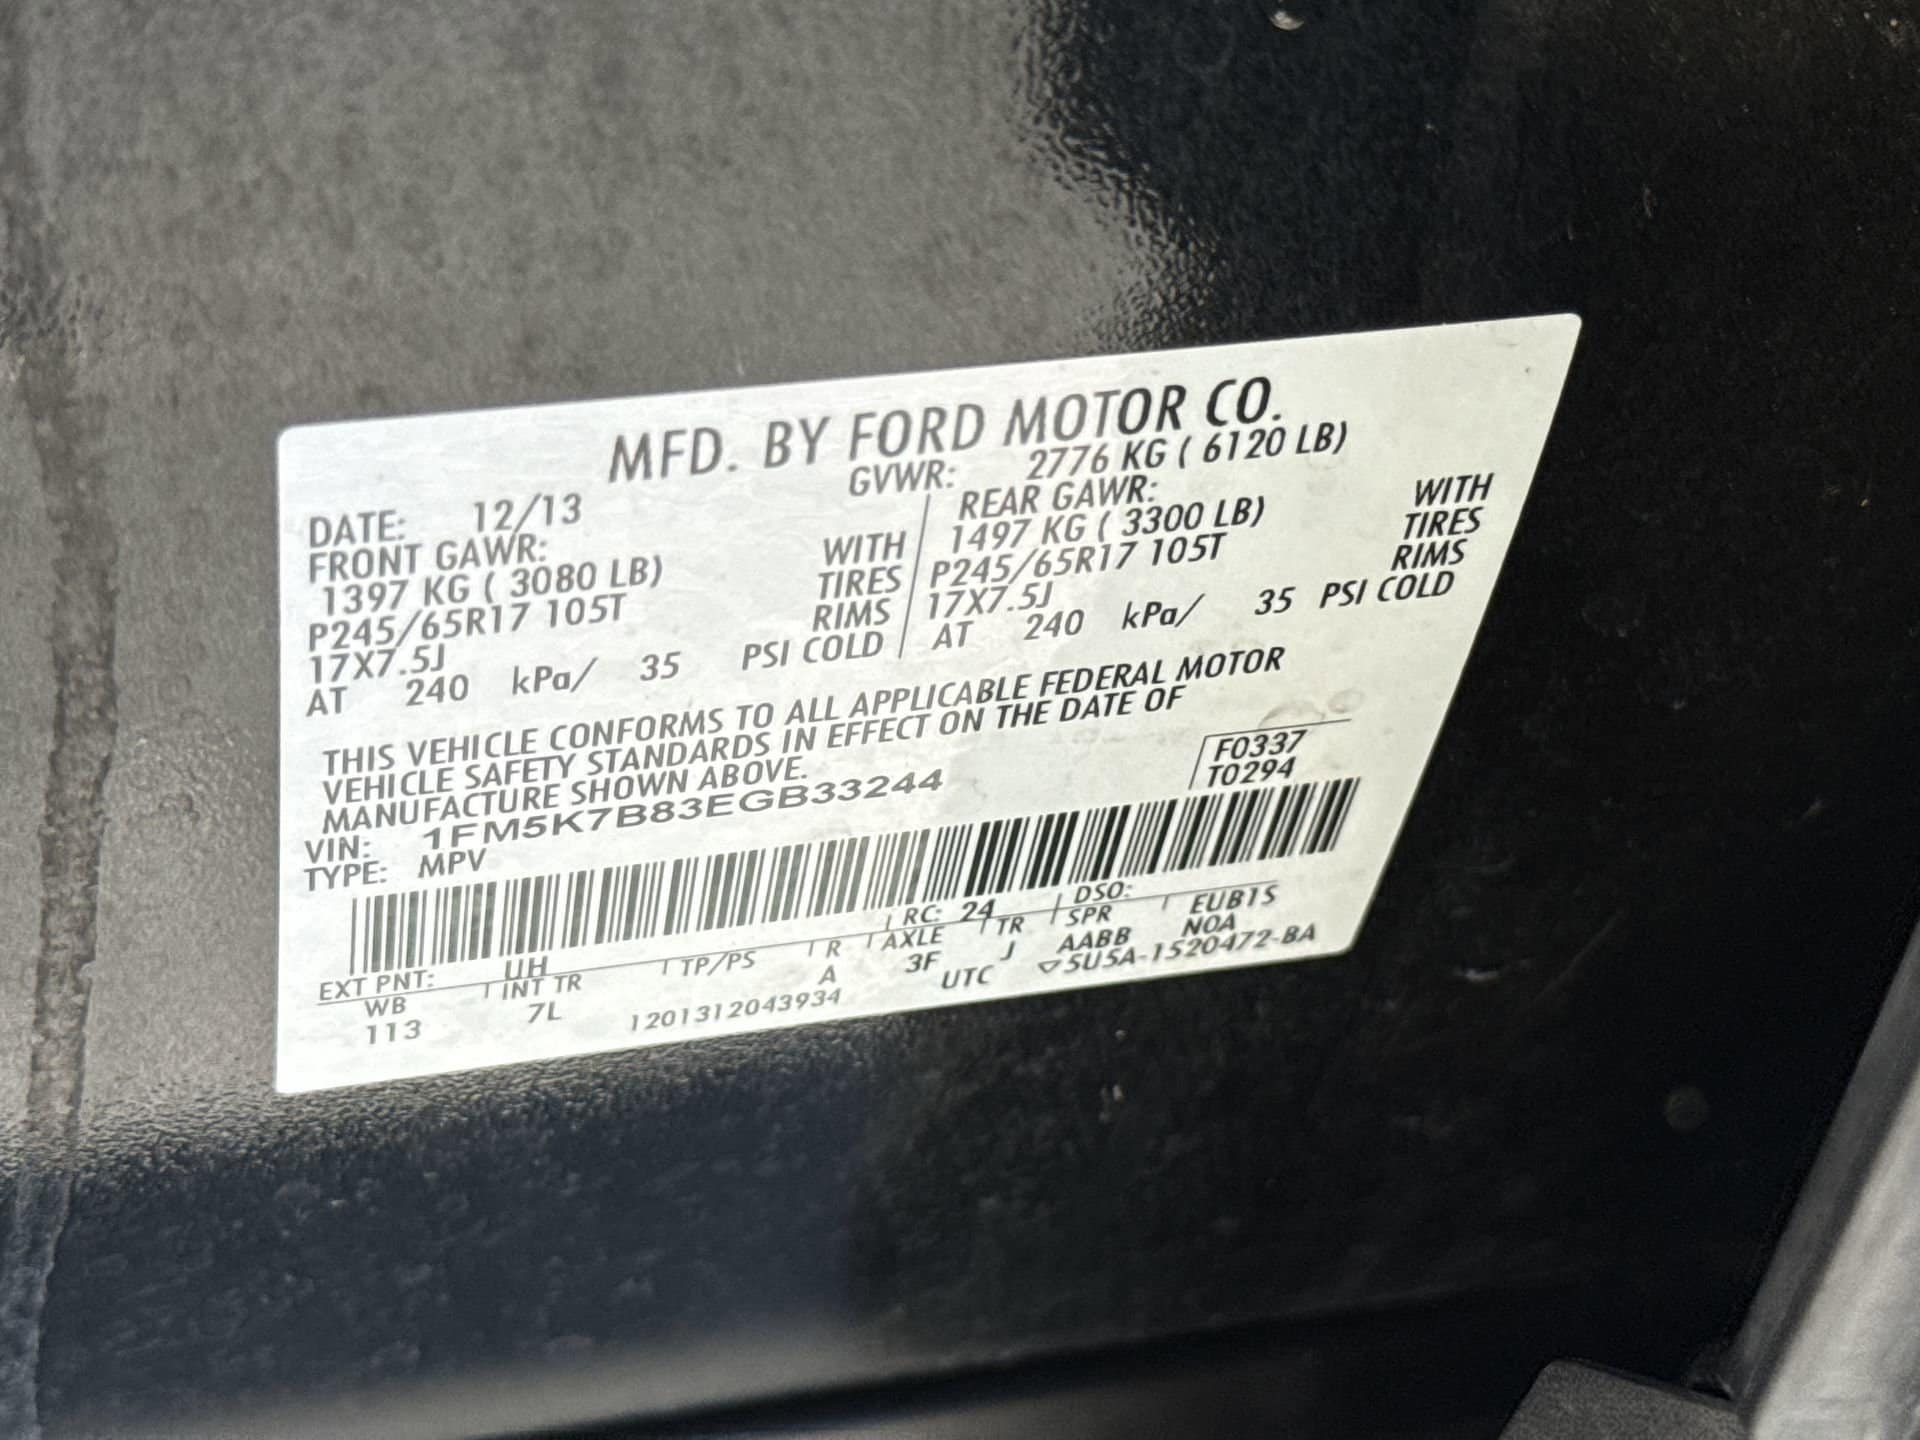 MFD. BY FORD MOTOR CO.
DATE: 12/13 GVWR: 2776 KG ( 6120 LB)
FRONT GAWR: REAR GAWR:
1397 KG ( 3080 LB) WITH 1497 KG ( 3300 LB) WITH
P245/65R17 105T TIRES P245/65R17 105T TIRES
17X7.5J RIMS 17X7.5J RIMS
AT 240 kPa/ 35 PSI COLD AT 240 kPa/ 35 PSI COLD
THIS VEHICLE CONFORMS TO ALL APPLICABLE FEDERAL MOTOR
VEHICLE SAFETY STANDARDS IN EFFECT ON THE DATE OF
MANUFACTURE SHOWN ABOVE.
F0337
T0294
VIN: 1FM5K7B83EGB33244
TYPE: MPV
EXT PNT: UH RC: 24 DSO:
WB INT TR TP/PS R AXLE TR SPR EUB1S
113 7L A 3F J AABB NOA
1201312043934 UTC ▽5U5A-1520472-BA